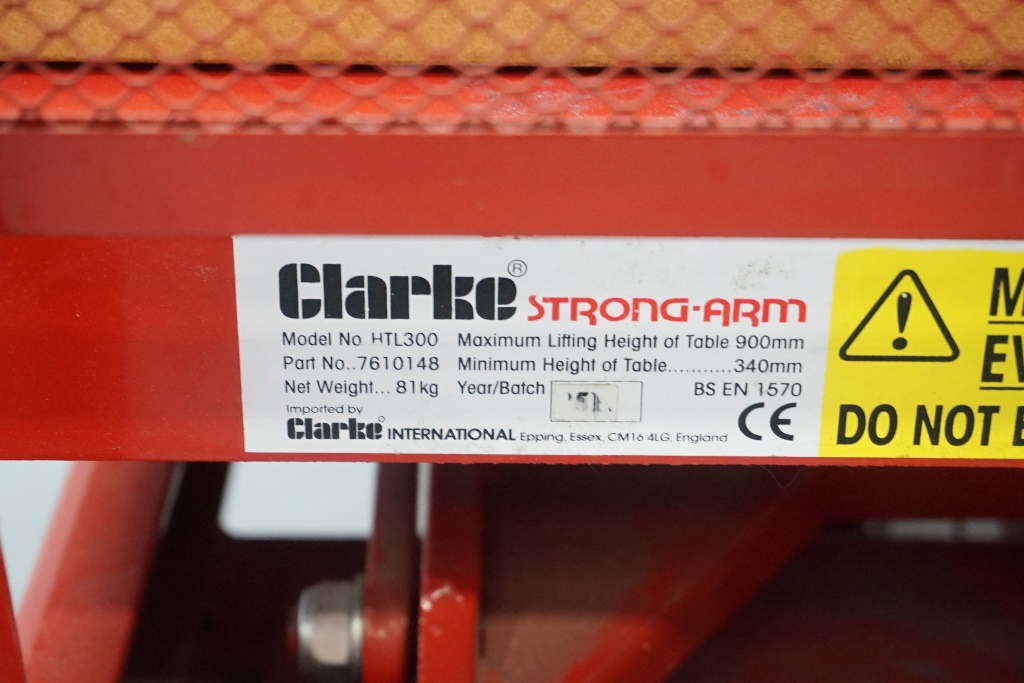 Clarke® STRONG-ARM
Model No HTL300 Maximum Lifting Height of Table 900mm
Part No..7610148 Minimum Height of Table...........340mm
Net Weight... 81kg Year/Batch BS EN 1570
Imported by
Clarke INTERNATIONAL Epping, Essex, CM16 4LG, England CE
DO NOT